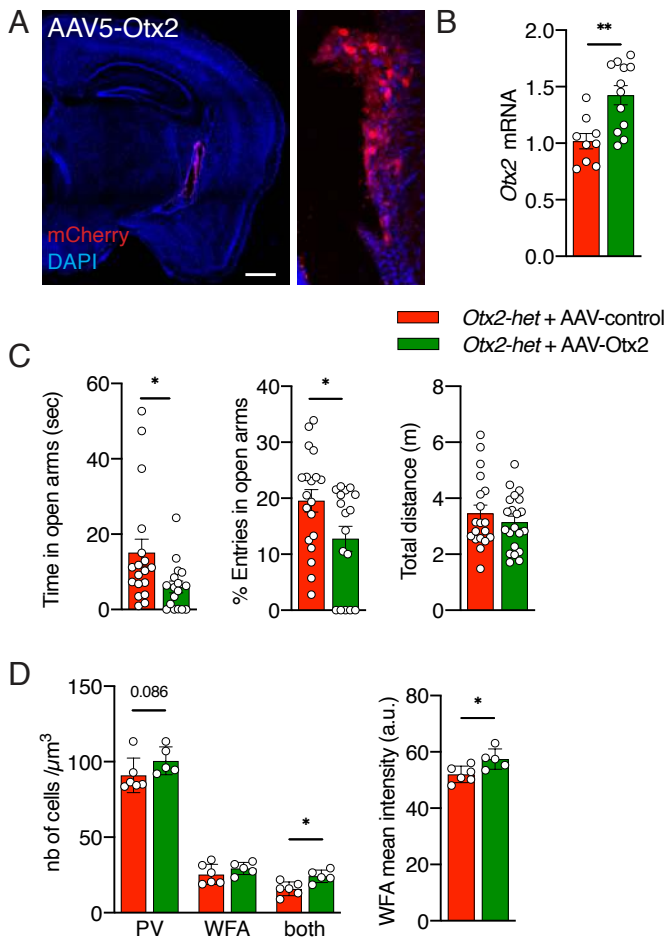 A
AAV5-Otx2
mCherry
DAPI
B
**
Otx2 mRNA
2.0
1.5
1.0
0.5
0.0
Otx2-het + AAV-control
Otx2-het + AAV-Otx2
C
*
Time in open arms (sec)
60
40
20
0
*
% Entries in open arms
40
30
20
10
0
Total distance (m)
8
6
4
2
0
D
0.086
*
nb of cells /µm³
150
100
50
0
PV WFA both
*
WFA mean intensity (a.u.)
80
60
40
20
0